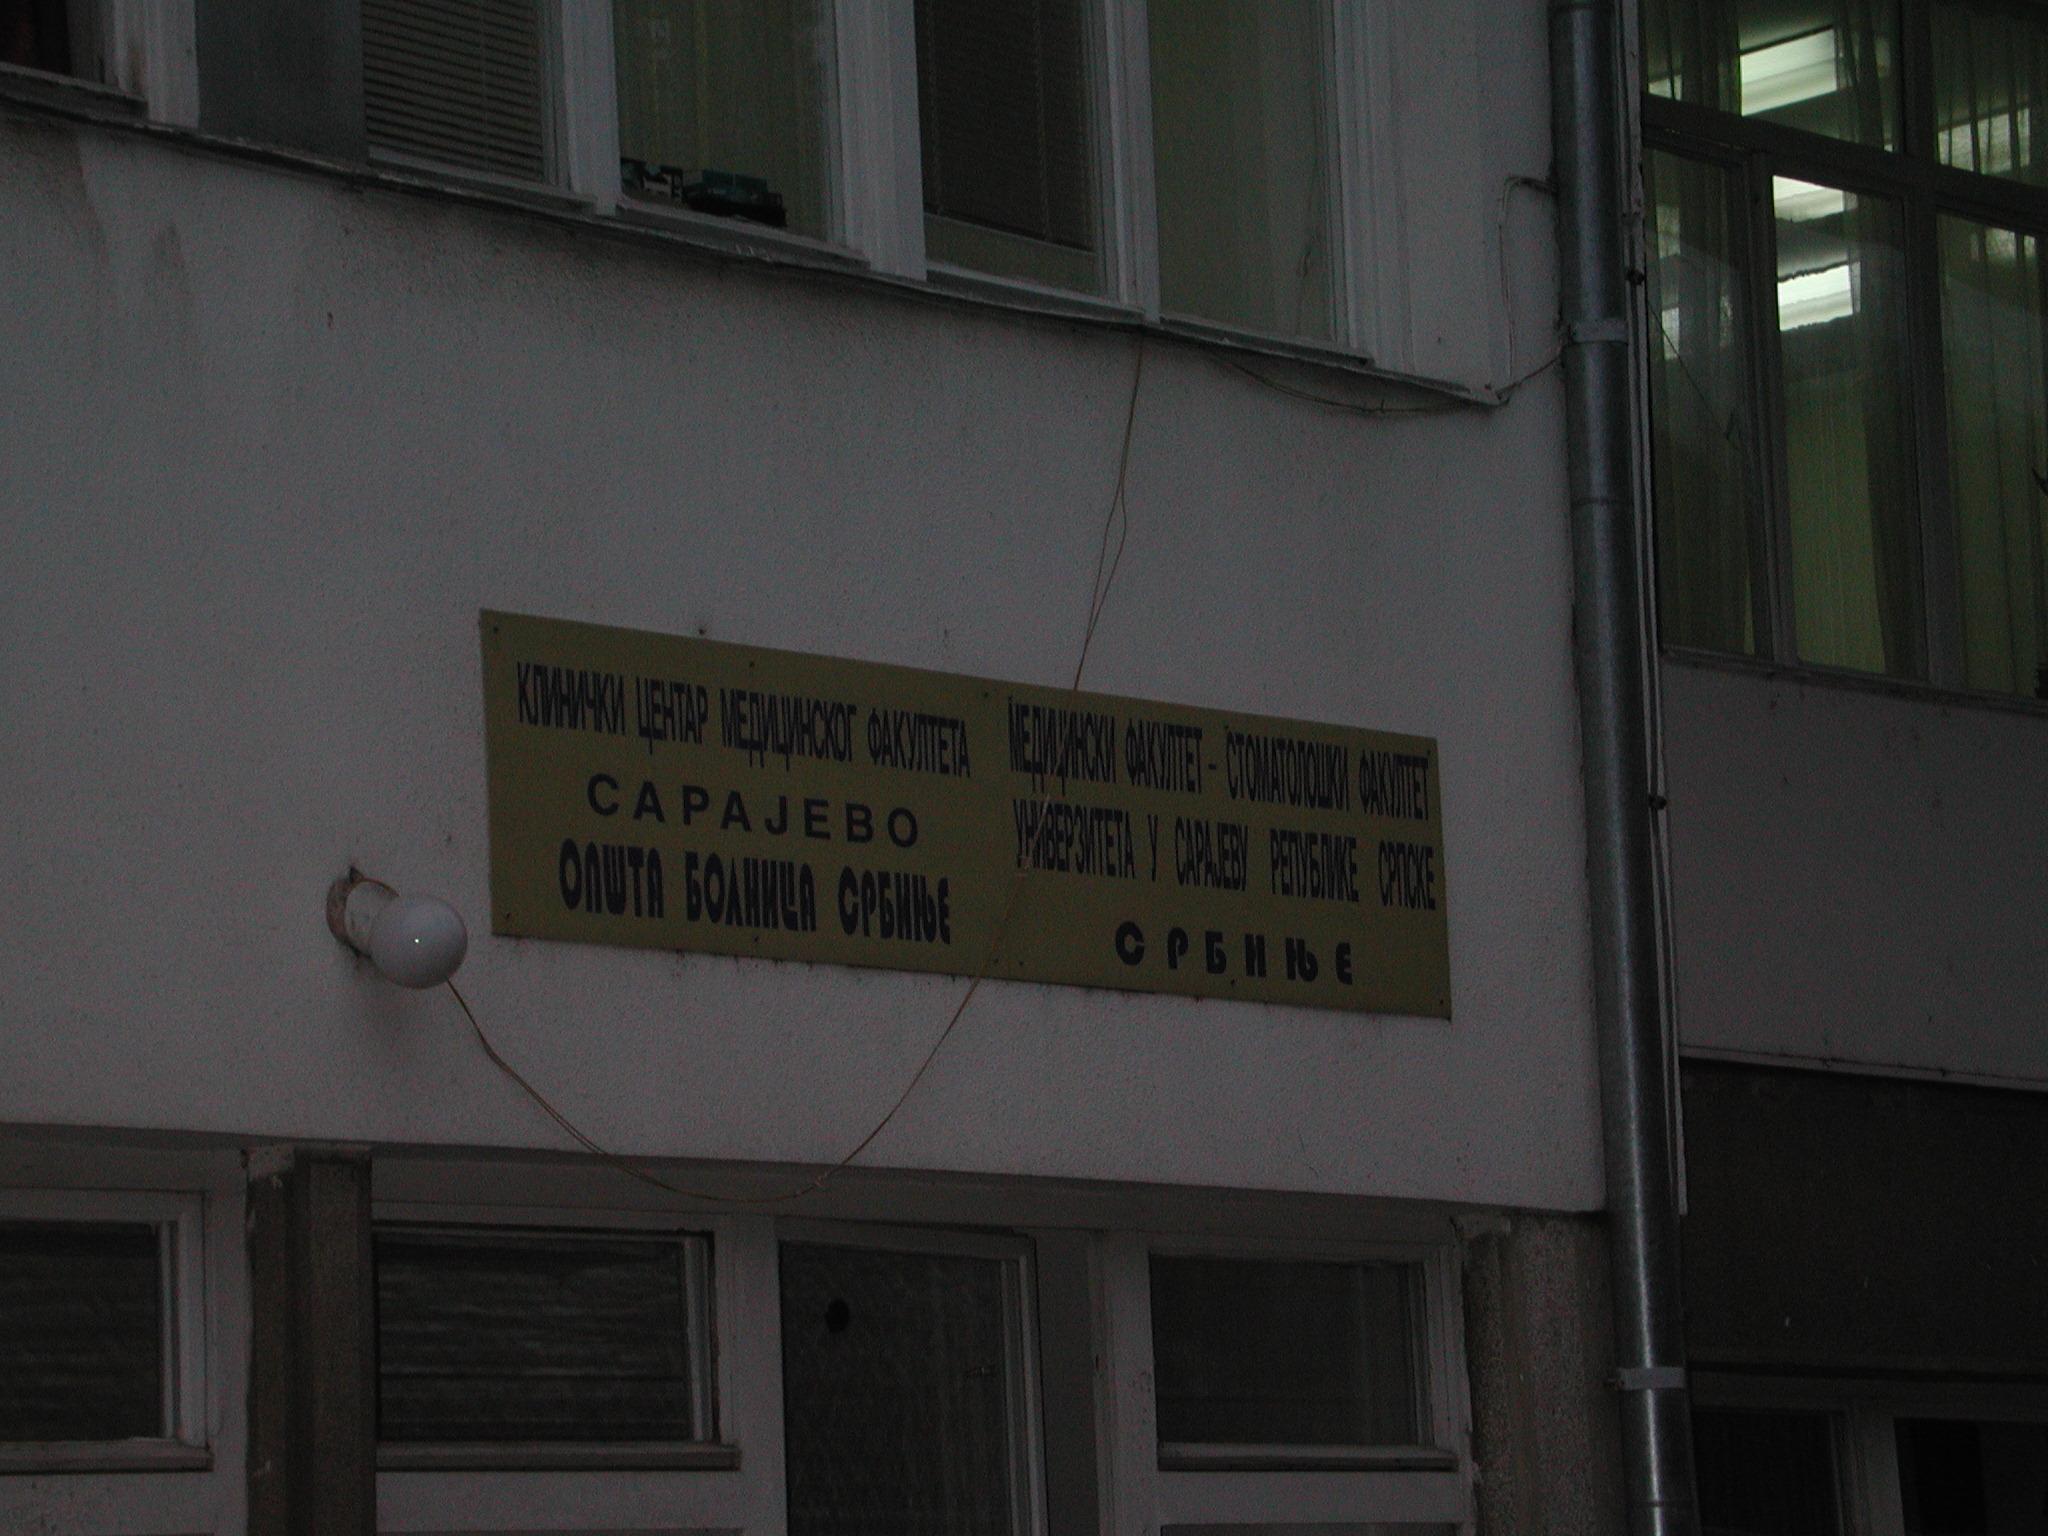 КЛИНИЧКИ ЦЕНТАР МЕДИЦИНСКОГ ФАКУЛТЕТА
САРАЈЕВО
ОПШТА БОЛНИЦА СРБИЊЕ
МЕДИЦИНСКИ ФАКУЛТЕТ - СТОМАТОЛОШКИ ФАКУЛТЕТ
УНИВЕРЗИТЕТА У САРАЈЕВУ РЕПУБЛИКЕ СРПСКЕ
СРБИЊЕ